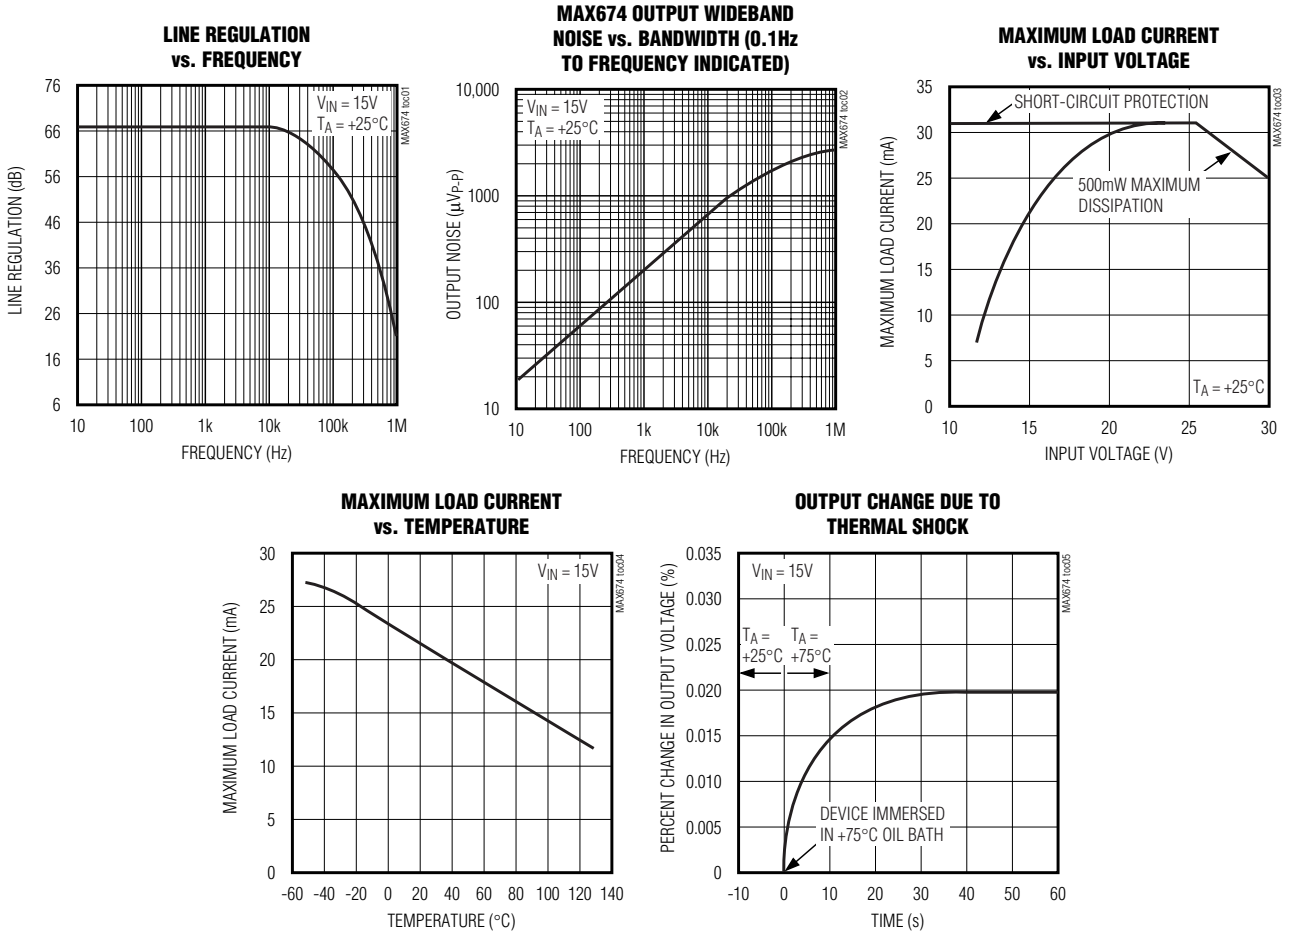 LINE REGULATION
vs. FREQUENCY
76
66
56
46
36
26
16
6
LINE REGULATION (dB)
VIN = 15V
TA = +25°C
MAX674 toc01
10 100 1k 10k 100k 1M
FREQUENCY (Hz)
MAX674 OUTPUT WIDEBAND
NOISE vs. BANDWIDTH (0.1Hz
TO FREQUENCY INDICATED)
10,000
1000
100
10
OUTPUT NOISE (µVP-P)
VIN = 15V
TA = +25°C
MAX674 toc02
10 100 1k 10k 100k 1M
FREQUENCY (Hz)
MAXIMUM LOAD CURRENT
vs. INPUT VOLTAGE
35
30
25
20
15
10
5
0
MAXIMUM LOAD CURRENT (mA)
SHORT-CIRCUIT PROTECTION
500mW MAXIMUM
DISSIPATION
TA = +25°C
MAX674 toc03
10 15 20 25 30
INPUT VOLTAGE (V)
MAXIMUM LOAD CURRENT
vs. TEMPERATURE
30
25
20
15
10
5
0
MAXIMUM LOAD CURRENT (mA)
VIN = 15V
MAX674 toc04
-60 -40 -20 0 20 40 60 80 100 120 140
TEMPERATURE (°C)
OUTPUT CHANGE DUE TO
THERMAL SHOCK
0.035
0.030
0.025
0.020
0.015
0.010
0.005
0
PERCENT CHANGE IN OUTPUT VOLTAGE (%)
VIN = 15V
TA = TA =
+25°C +75°C
DEVICE IMMERSED
IN +75°C OIL BATH
MAX674 toc05
-10 0 10 20 30 40 50 60
TIME (s)